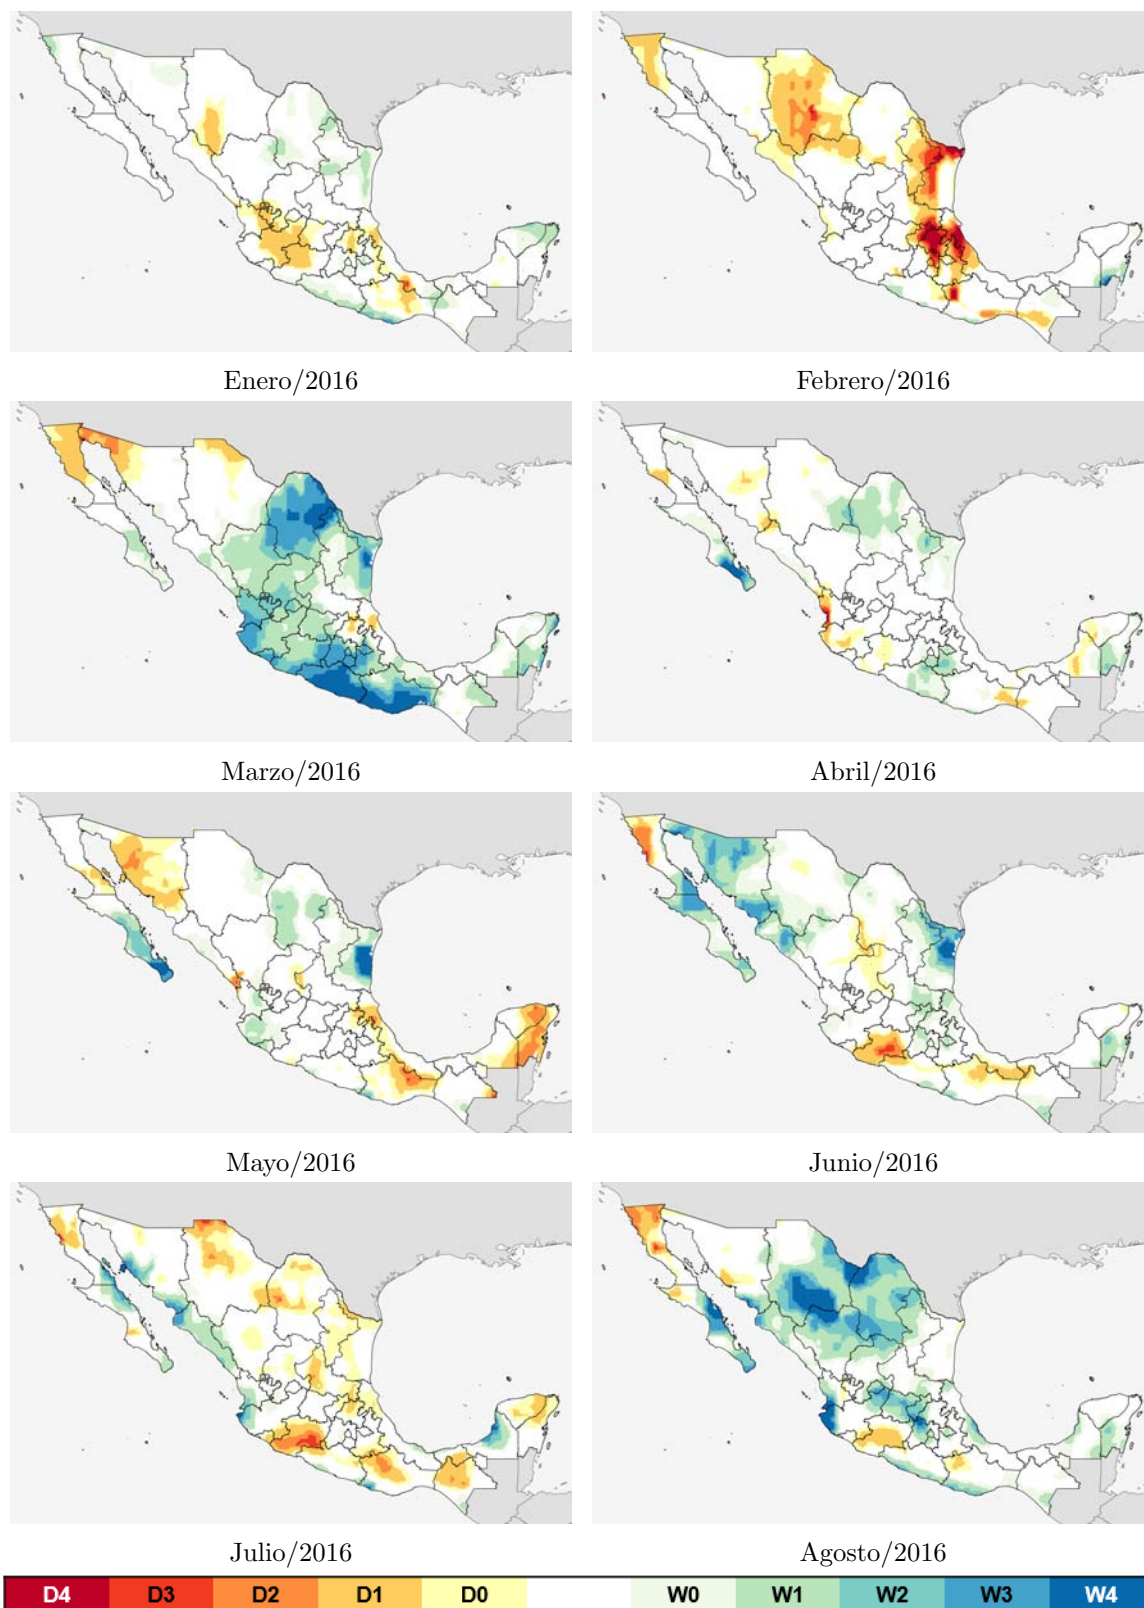 Enero/2016
Febrero/2016
Marzo/2016
Abril/2016
Mayo/2016
Junio/2016
Julio/2016
Agosto/2016
D4 D3 D2 D1 D0 W0 W1 W2 W3 W4